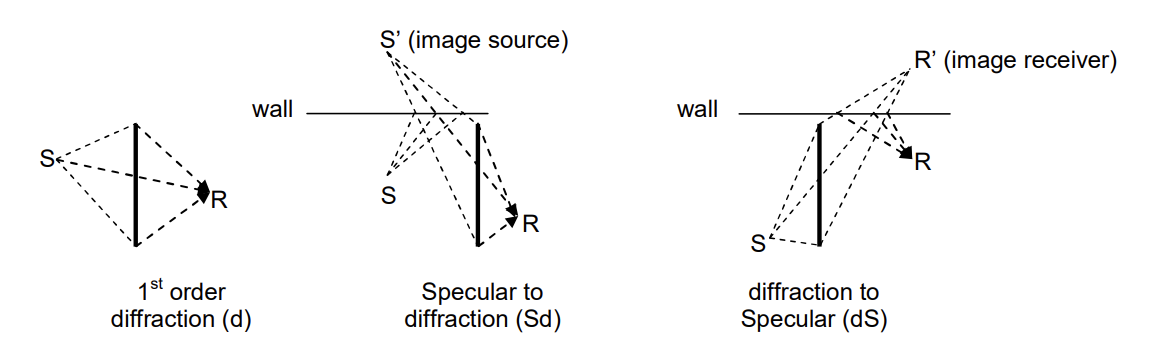 S
R
1st order
diffraction (d)
S' (image source)
wall
S
R
Specular to
diffraction (Sd)
R' (image receiver)
wall
R
S
diffraction to
Specular (dS)